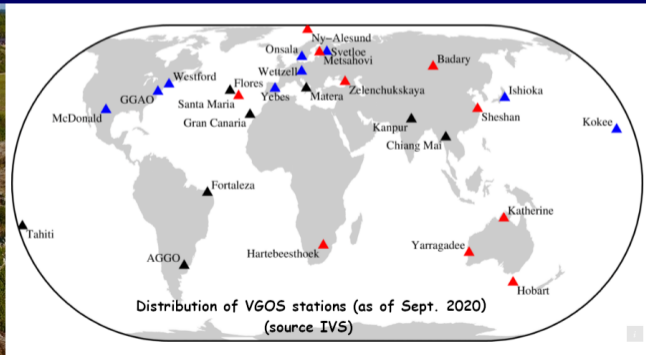 Ny-Alesund
Onsala
Svetloe
Metsahovi
Badary
Wettzell
Westford
Flores
Zelenchukskaya
GGAO
Santa Maria
Yebes
Matera
Ishioka
McDonald
Gran Canaria
Sheshan
Kokee
Kanpur
Chiang Mai
Fortaleza
Katherine
Tahiti
Yarragadee
Hartebeesthoek
AGGO
Hobart
Distribution of VGOS stations (as of Sept. 2020)
(source IVS)